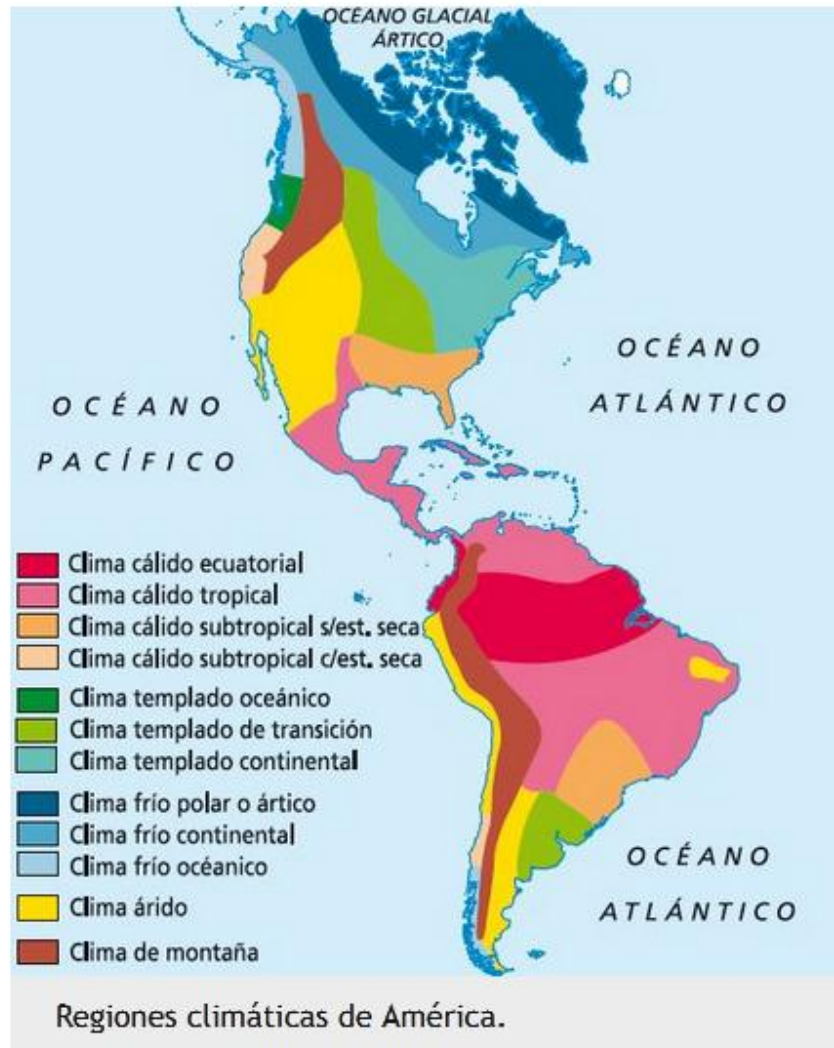 OCÉANO GLACIAL
ÁRTICO
OCÉANO
ATLÁNTICO
OCÉANO
PACÍFICO
Clima cálido ecuatorial
Clima cálido tropical
Clima cálido subtropical s/est. seca
Clima cálido subtropical c/est. seca
Clima templado oceánico
Clima templado de transición
Clima templado continental
Clima frío polar o ártico
Clima frío continental
Clima frío océanico
Clima árido
Clima de montaña
OCÉANO
ATLÁNTICO
Regiones climáticas de América.